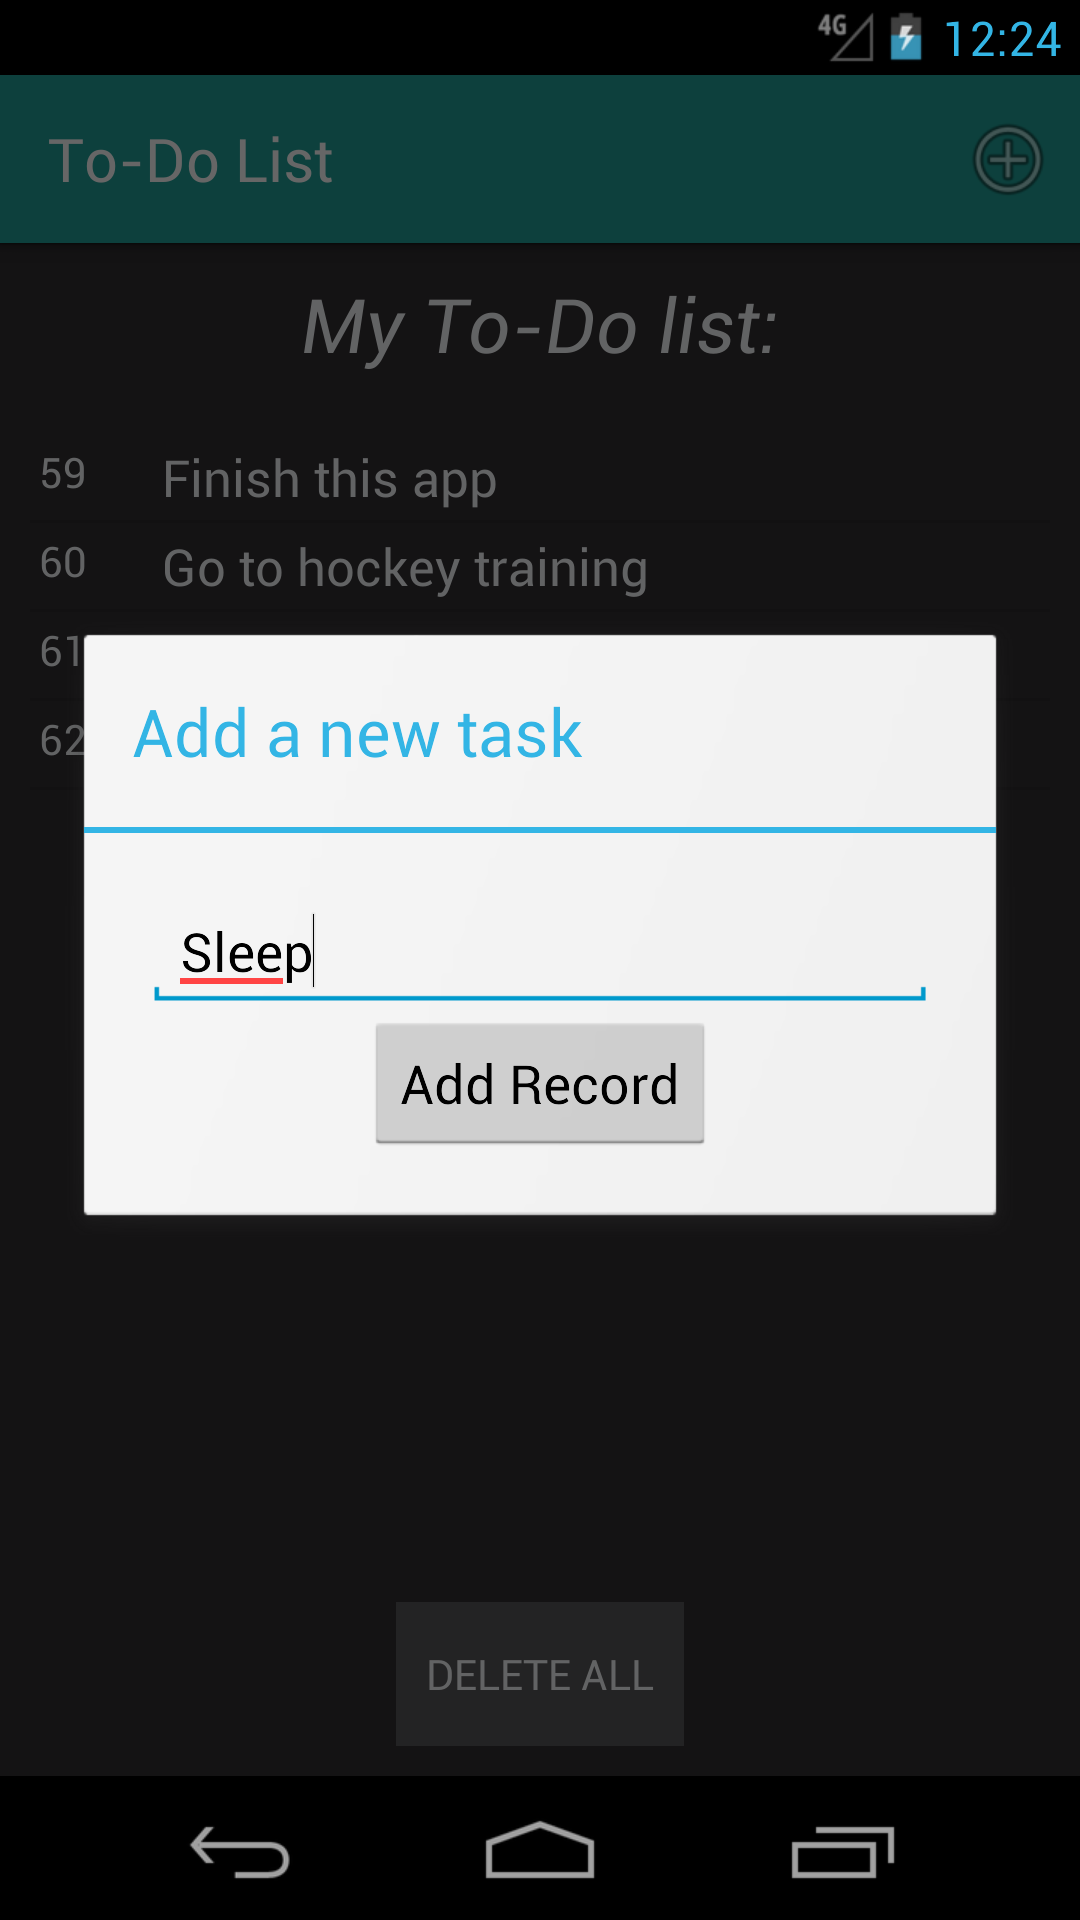 4G 12:24
To-Do List
My To-Do list:
59 Finish this app
60 Go to hockey training
61
62
Add a new task
Sleep
Add Record
DELETE ALL